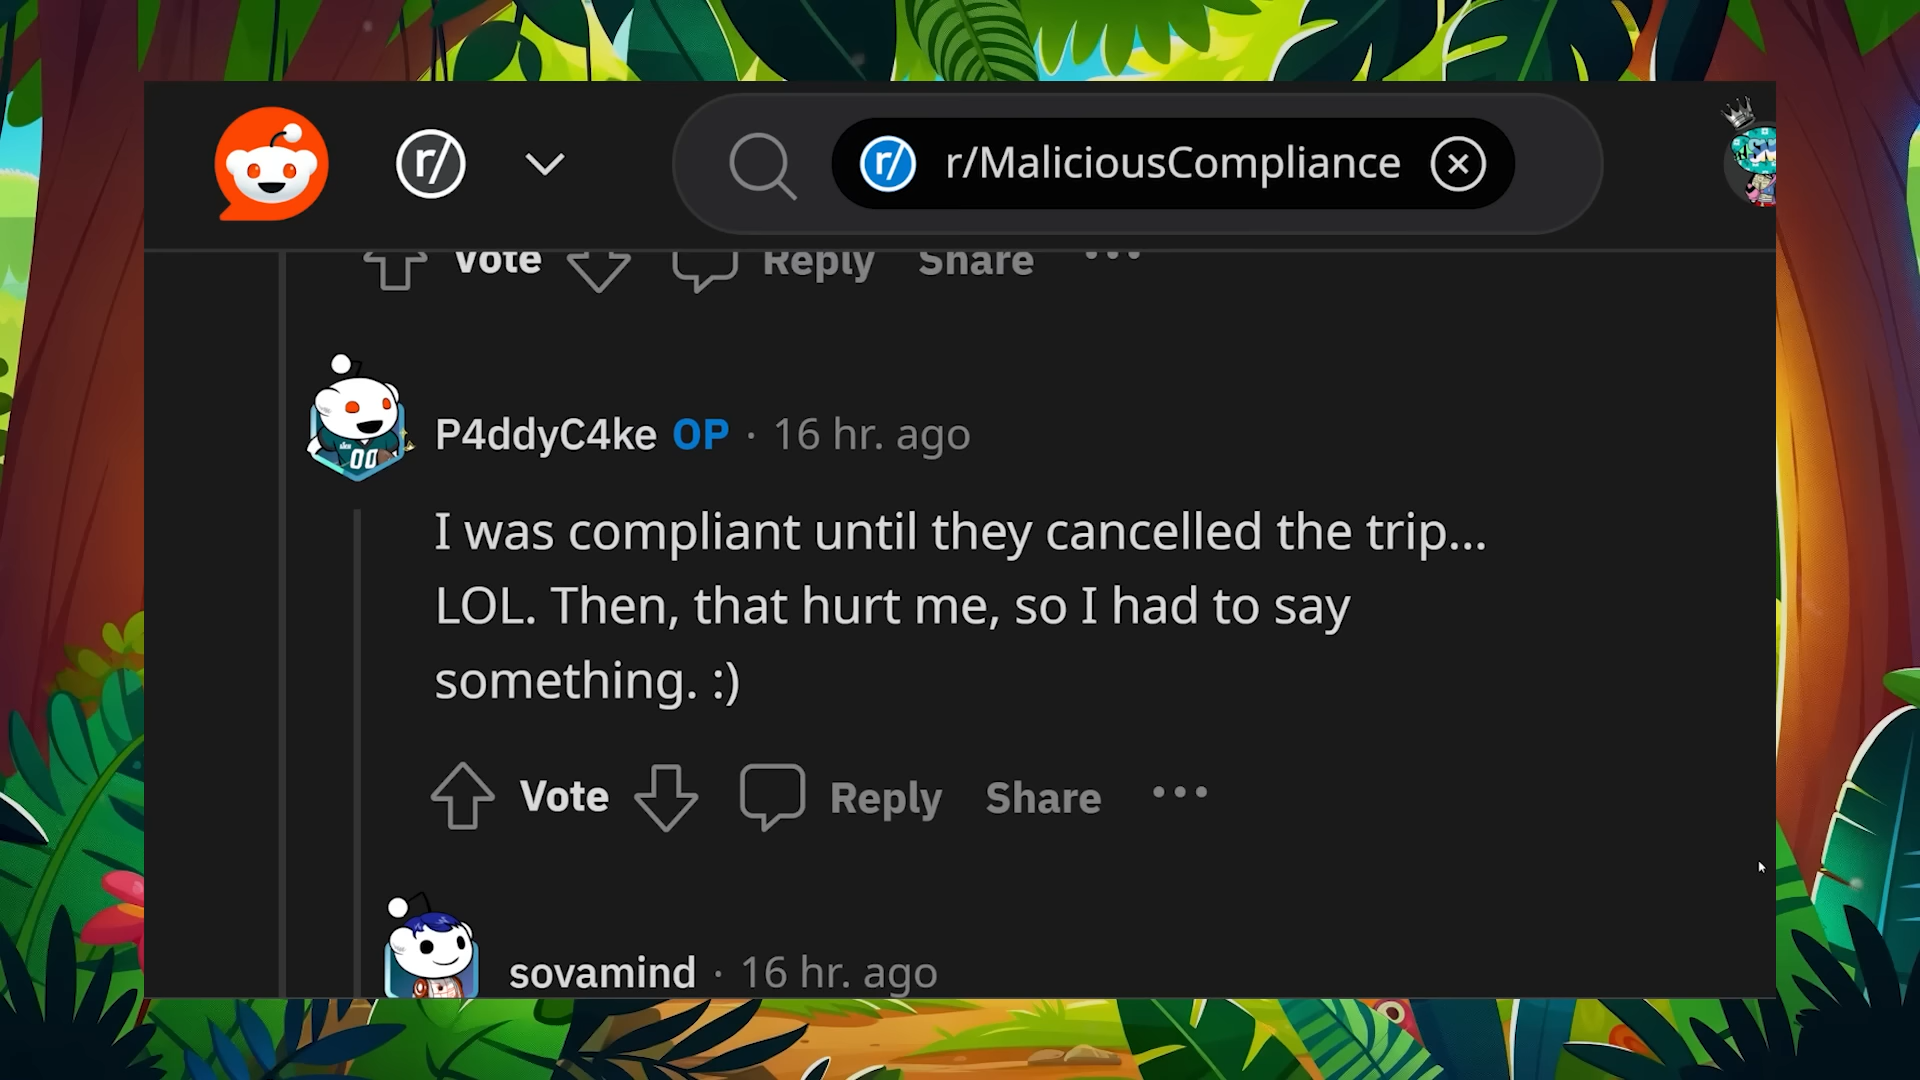 r/ r/ r/MaliciousCompliance
Vote Reply Share ...
P4ddyC4ke OP · 16 hr. ago
I was compliant until they cancelled the trip...
LOL. Then, that hurt me, so I had to say
something. :)
Vote Reply Share ...
00
sovamind · 16 hr. ago